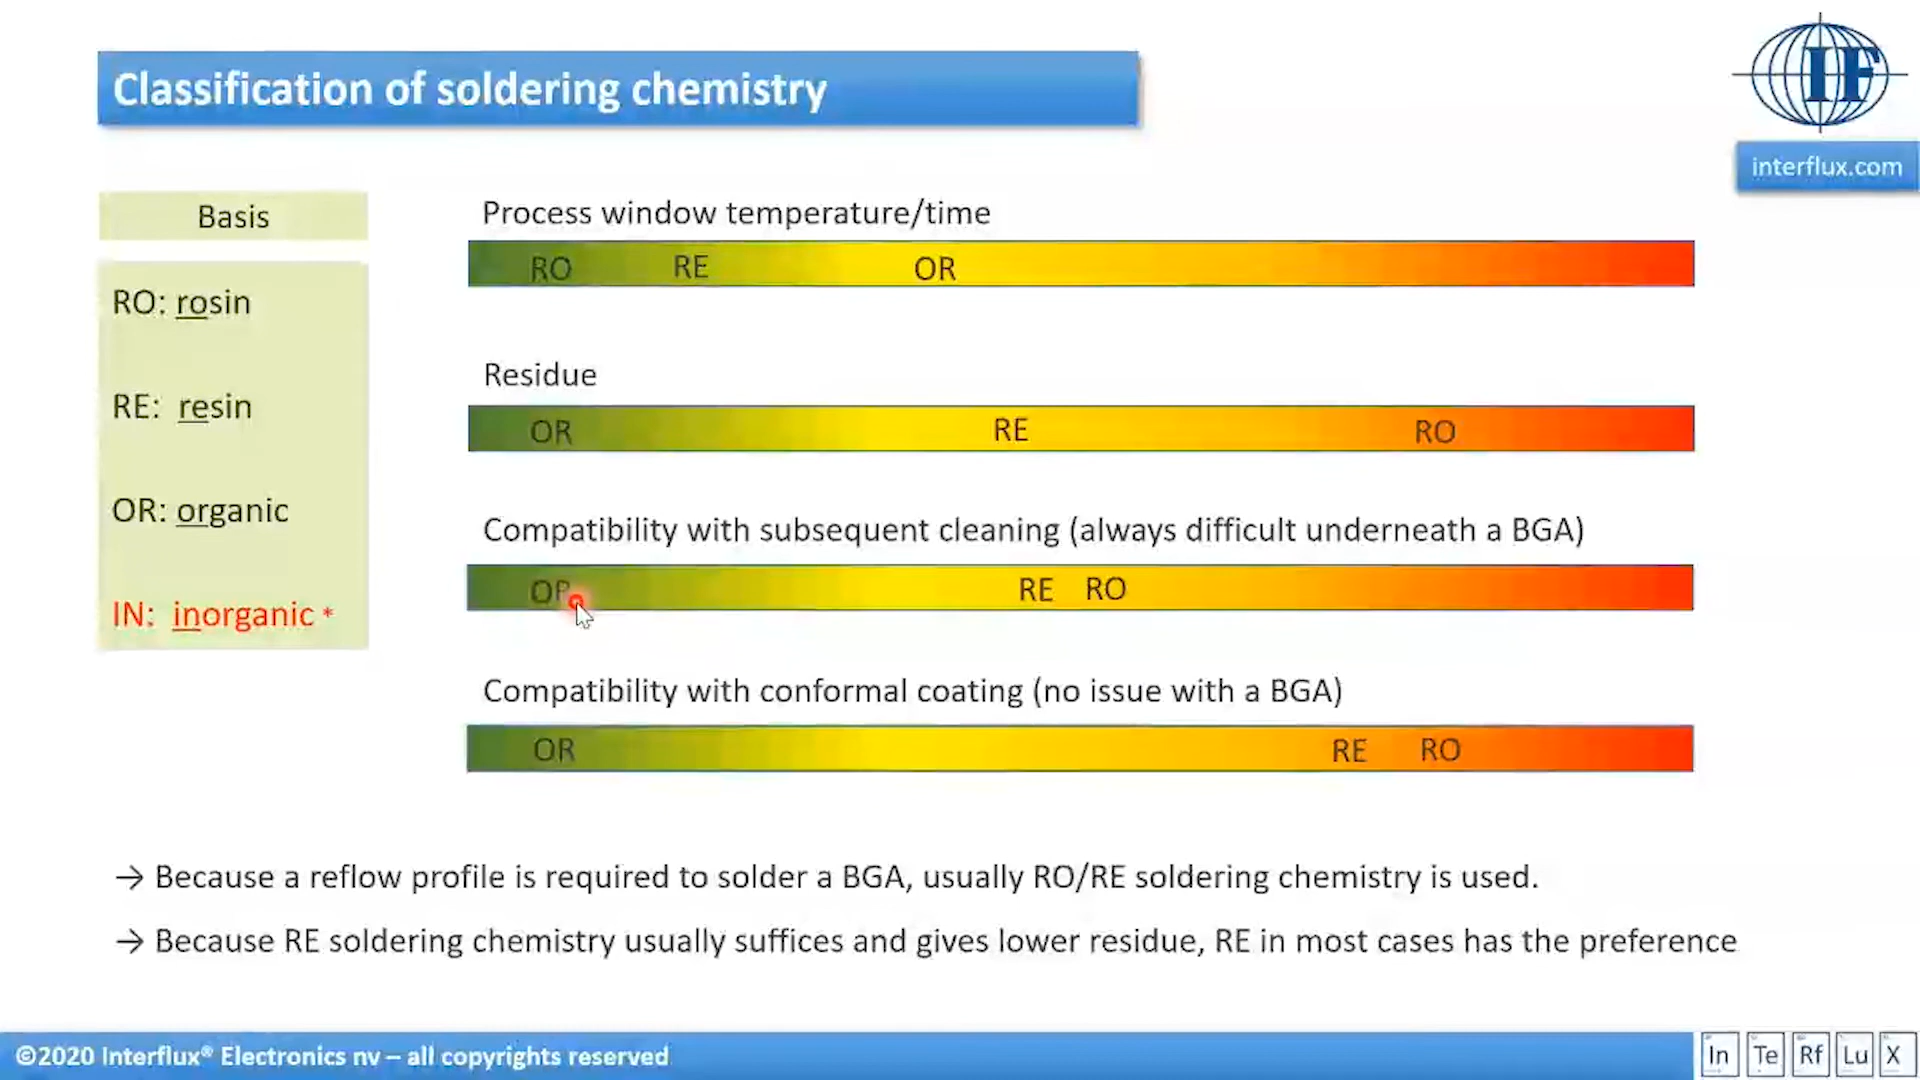 Classification of soldering chemistry
IF
interflux.com
Basis
RO: rosin
RE: resin
OR: organic
IN: inorganic *
Process window temperature/time
RO RE OR
Residue
OR RE RO
Compatibility with subsequent cleaning (always difficult underneath a BGA)
OR RE RO
Compatibility with conformal coating (no issue with a BGA)
OR RE RO
→ Because a reflow profile is required to solder a BGA, usually RO/RE soldering chemistry is used.
→ Because RE soldering chemistry usually suffices and gives lower residue, RE in most cases has the preference
©2020 Interflux® Electronics nv – all copyrights reserved
In Te Rf Lu X